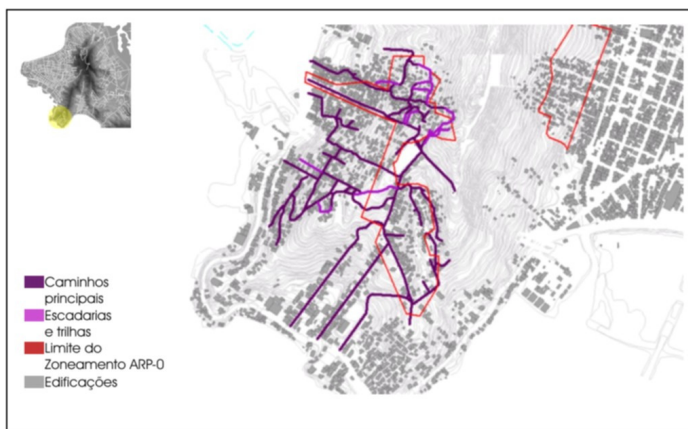 Caminhos
principais
Escadarias
e trilhas
Limite do
Zoneamento ARP-0
Edificações